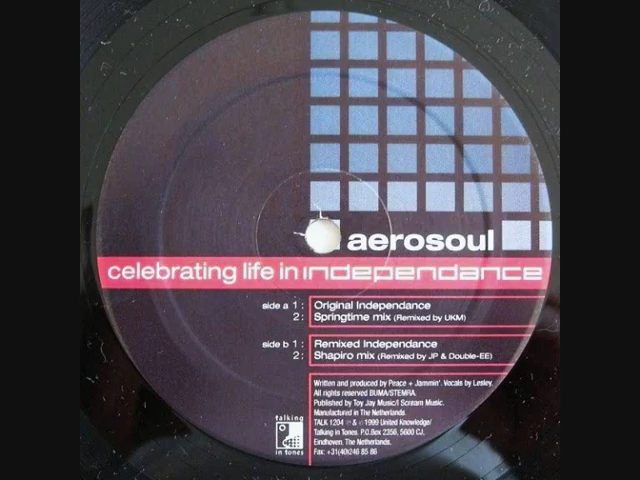 aerosoul
celebrating life in independance
side a 1: Original Independance
2: Springtime mix (Remixed by UKM)
side b 1: Remixed Independance
2: Shapiro mix (Remixed by JP & Double-EE)
Written and produced by Peace + Jammin'. Vocals by Lesley.
All rights reserved BUMA/STEMRA.
Published by Toy Jay Music/I Scream Music.
Manufactured in The Netherlands.
TALK 1204 ℗ & © 1999 United Knowledge/
Talking in Tones. P.O.Box 2356, 5600 CJ,
Eindhoven. The Netherlands.
Fax: +31(40)246 85 86
talking
in tones